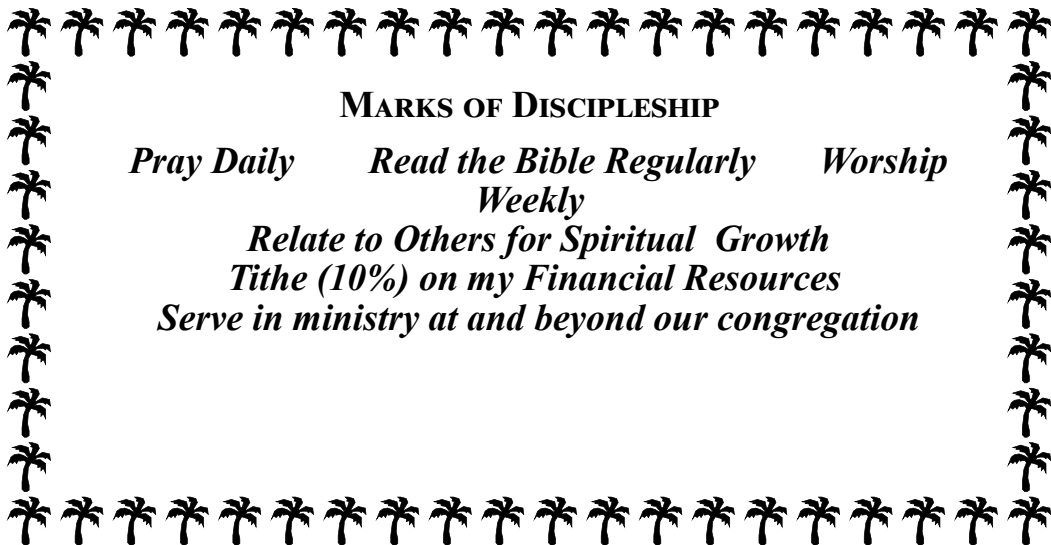 MARKS OF DISCIPLESHIP
Pray Daily Read the Bible Regularly Worship
Weekly
Relate to Others for Spiritual Growth
Tithe (10%) on my Financial Resources
Serve in ministry at and beyond our congregation